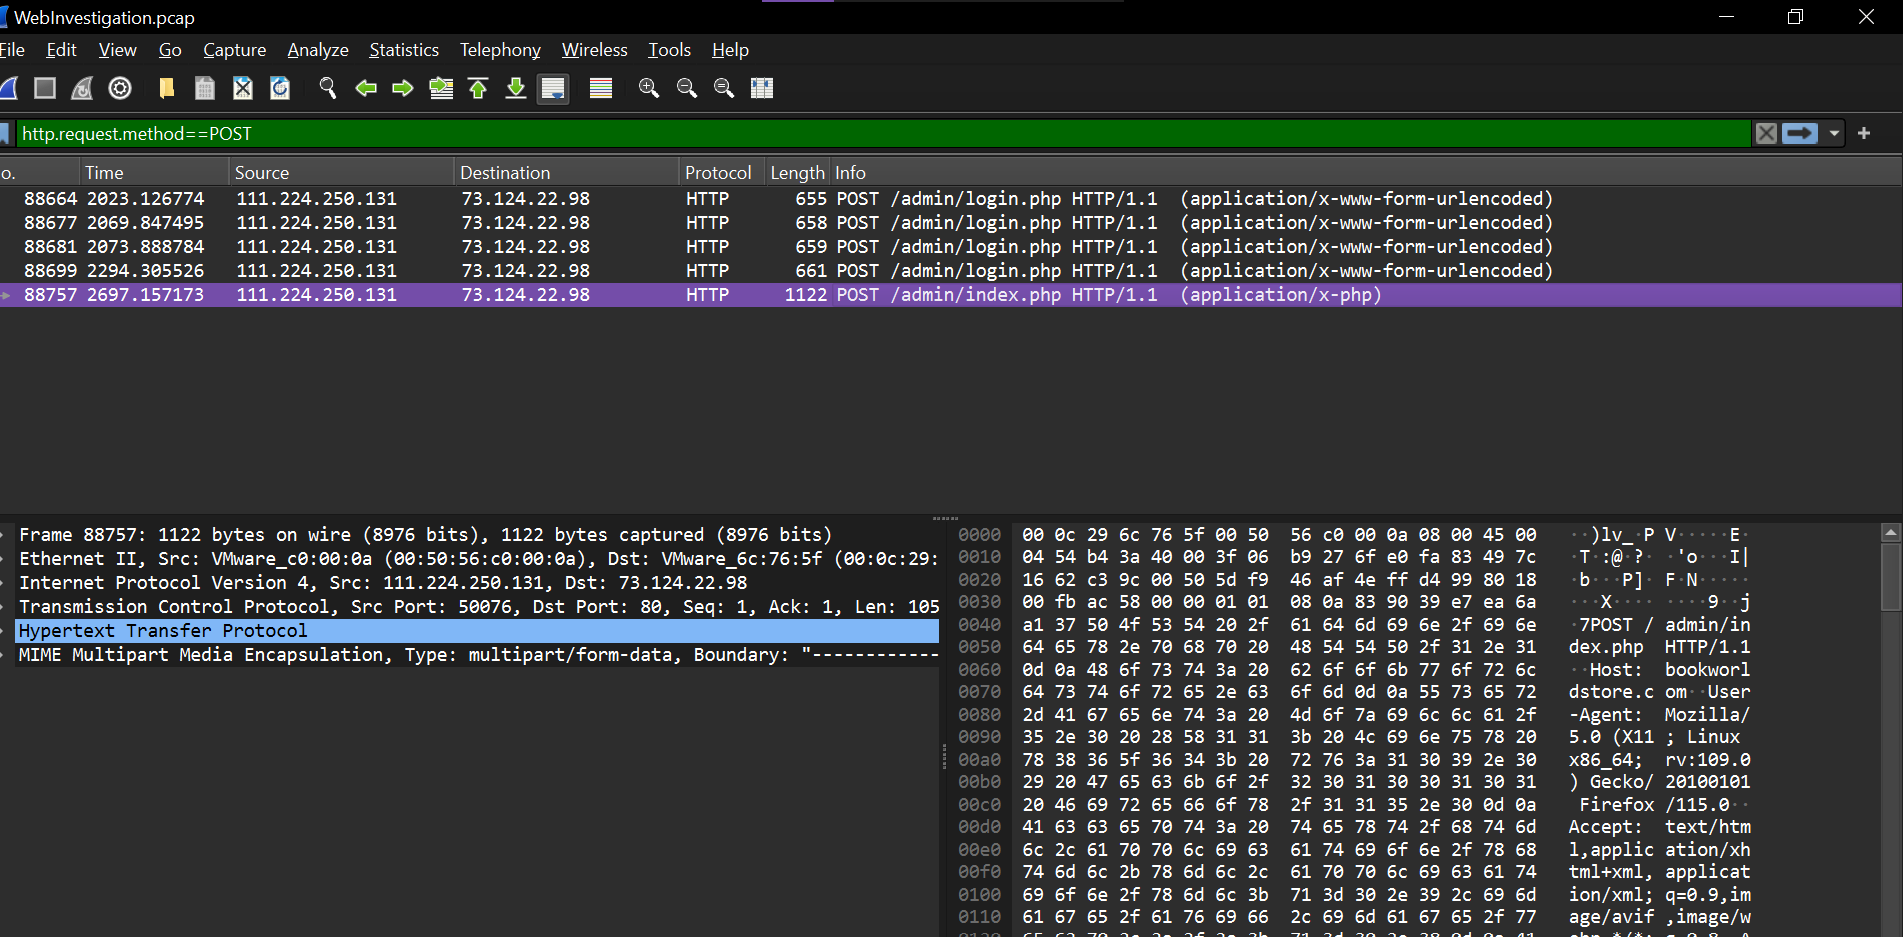 WebInvestigation.pcap
File Edit View Go Capture Analyze Statistics Telephony Wireless Tools Help
http.request.method==POST
o. Time Source Destination Protocol Length Info
88664 2023.126774 111.224.250.131 73.124.22.98 HTTP 655 POST /admin/login.php HTTP/1.1 (application/x-www-form-urlencoded)
88677 2069.847495 111.224.250.131 73.124.22.98 HTTP 658 POST /admin/login.php HTTP/1.1 (application/x-www-form-urlencoded)
88681 2073.888784 111.224.250.131 73.124.22.98 HTTP 659 POST /admin/login.php HTTP/1.1 (application/x-www-form-urlencoded)
88699 2294.305526 111.224.250.131 73.124.22.98 HTTP 661 POST /admin/login.php HTTP/1.1 (application/x-www-form-urlencoded)
88757 2697.157173 111.224.250.131 73.124.22.98 HTTP 1122 POST /admin/index.php HTTP/1.1 (application/x-php)
Frame 88757: 1122 bytes on wire (8976 bits), 1122 bytes captured (8976 bits)
Ethernet II, Src: VMware_c0:00:0a (00:50:56:c0:00:0a), Dst: VMware_6c:76:5f (00:0c:29:
Internet Protocol Version 4, Src: 111.224.250.131, Dst: 73.124.22.98
Transmission Control Protocol, Src Port: 50076, Dst Port: 80, Seq: 1, Ack: 1, Len: 105
Hypertext Transfer Protocol
MIME Multipart Media Encapsulation, Type: multipart/form-data, Boundary: "------------
0000 00 0c 29 6c 76 5f 00 50 56 c0 00 0a 08 00 45 00 ··)lv_·P V·····E·
0010 04 54 b4 3a 40 00 3f 06 b9 27 6f e0 fa 83 49 7c ·T·:@·?· ·'o···I|
0020 16 62 c3 9c 00 50 5d f9 46 af 4e ff d4 99 80 18 ·b···P]· F·N·····
0030 00 fb ac 58 00 00 01 01 08 0a 83 90 39 e7 ea 6a ···X···· ····9··j
0040 a1 37 50 4f 53 54 20 2f 61 64 6d 69 6e 2f 69 6e ·7POST / admin/in
0050 64 65 78 2e 70 68 70 20 48 54 54 50 2f 31 2e 31 dex.php HTTP/1.1
0060 0d 0a 48 6f 73 74 3a 20 62 6f 6f 6b 77 6f 72 6c ··Host: bookworl
0070 64 73 74 6f 72 65 2e 63 6f 6d 0d 0a 55 73 65 72 dstore.c om··User
0080 2d 41 67 65 6e 74 3a 20 4d 6f 7a 69 6c 6c 61 2f -Agent: Mozilla/
0090 35 2e 30 20 28 58 31 31 3b 20 4c 69 6e 75 78 20 5.0 (X11 ; Linux
00a0 78 38 36 5f 36 34 3b 20 72 76 3a 31 30 39 2e 30 x86_64; rv:109.0
00b0 29 20 47 65 63 6b 6f 2f 32 30 31 30 30 31 30 31 ) Gecko/ 20100101
00c0 20 46 69 72 65 66 6f 78 2f 31 31 35 2e 30 0d 0a Firefox /115.0··
00d0 41 63 63 65 70 74 3a 20 74 65 78 74 2f 68 74 6d Accept: text/htm
00e0 6c 2c 61 70 70 6c 69 63 61 74 69 6f 6e 2f 78 68 l,applic ation/xh
00f0 74 6d 6c 2b 78 6d 6c 2c 61 70 70 6c 69 63 61 74 tml+xml, applicat
0100 69 6f 6e 2f 78 6d 6c 3b 71 3d 30 2e 39 2c 69 6d ion/xml; q=0.9,im
0110 61 67 65 2f 61 76 69 66 2c 69 6d 61 67 65 2f 77 age/avif ,image/w